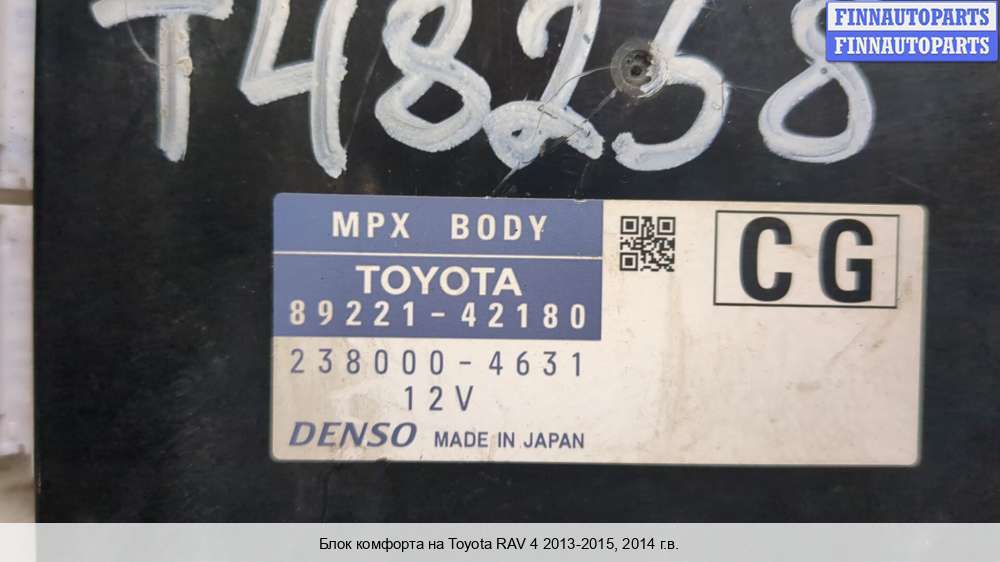 T48258
FINNAUTOPARTS
FINNAUTOPARTS
MPX BODY
CG
TOYOTA
89221-42180
238000-4631
12V
DENSO MADE IN JAPAN
Блок комфорта на Toyota RAV 4 2013-2015, 2014 г.в.